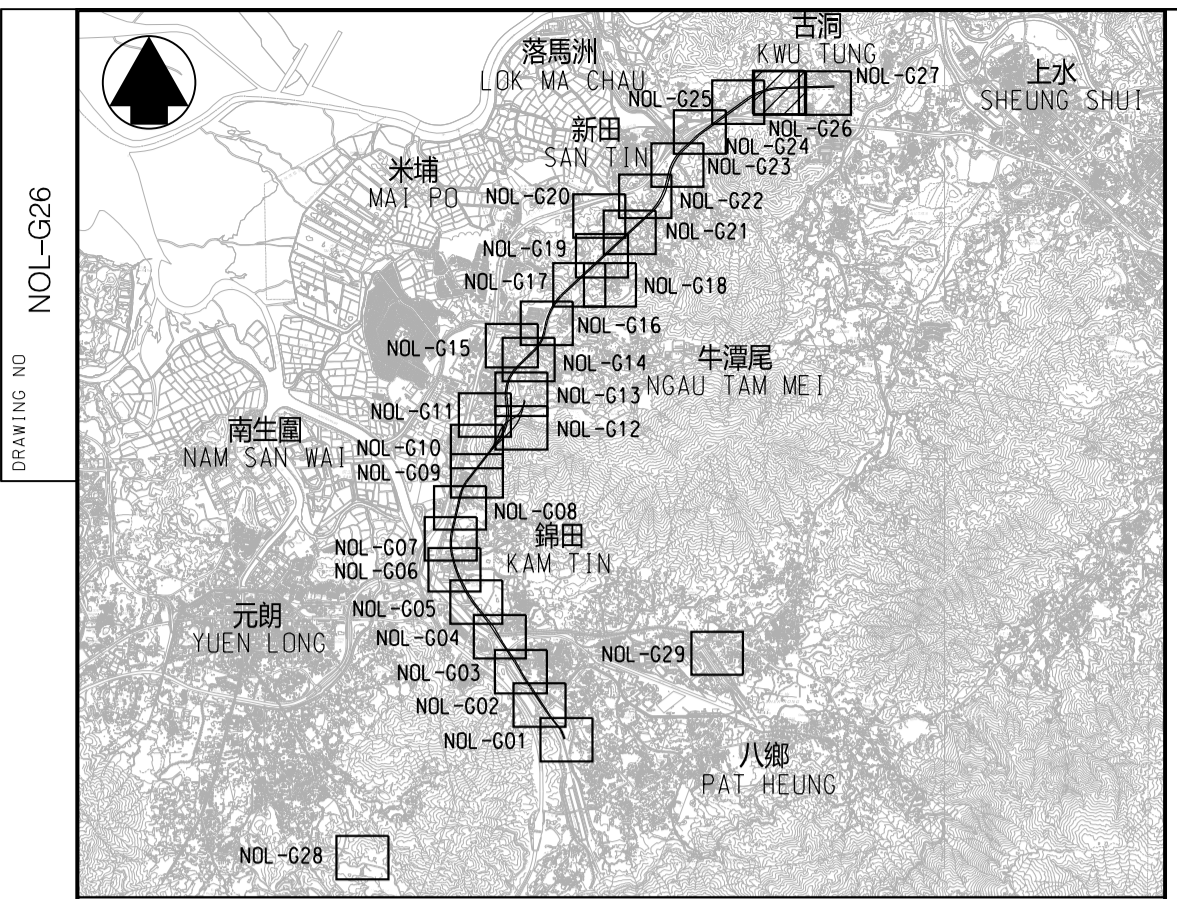 NOL-G26
DRAWING NO
古洞
KWU TUNG
落馬洲
LOK MA CHAU
上水
SHEUNG SHUI
NOL-G27
NOL-G25
NOL-G26
新田
SAN TIN
NOL-G24
NOL-G23
米埔
MAI PO
NOL-G20
NOL-G22
NOL-G21
NOL-G19
NOL-G17
NOL-G18
NOL-G16
NOL-G15
NOL-G14
牛潭尾
NGAU TAM MEI
NOL-G13
NOL-G11
NOL-G12
南生圍
NAM SAN WAI
NOL-G10
NOL-G09
NOL-G08
錦田
KAM TIN
NOL-G07
NOL-G06
元朗
YUEN LONG
NOL-G05
NOL-G04
NOL-G29
NOL-G03
NOL-G02
NOL-G01
八鄉
PAT HEUNG
NOL-G28